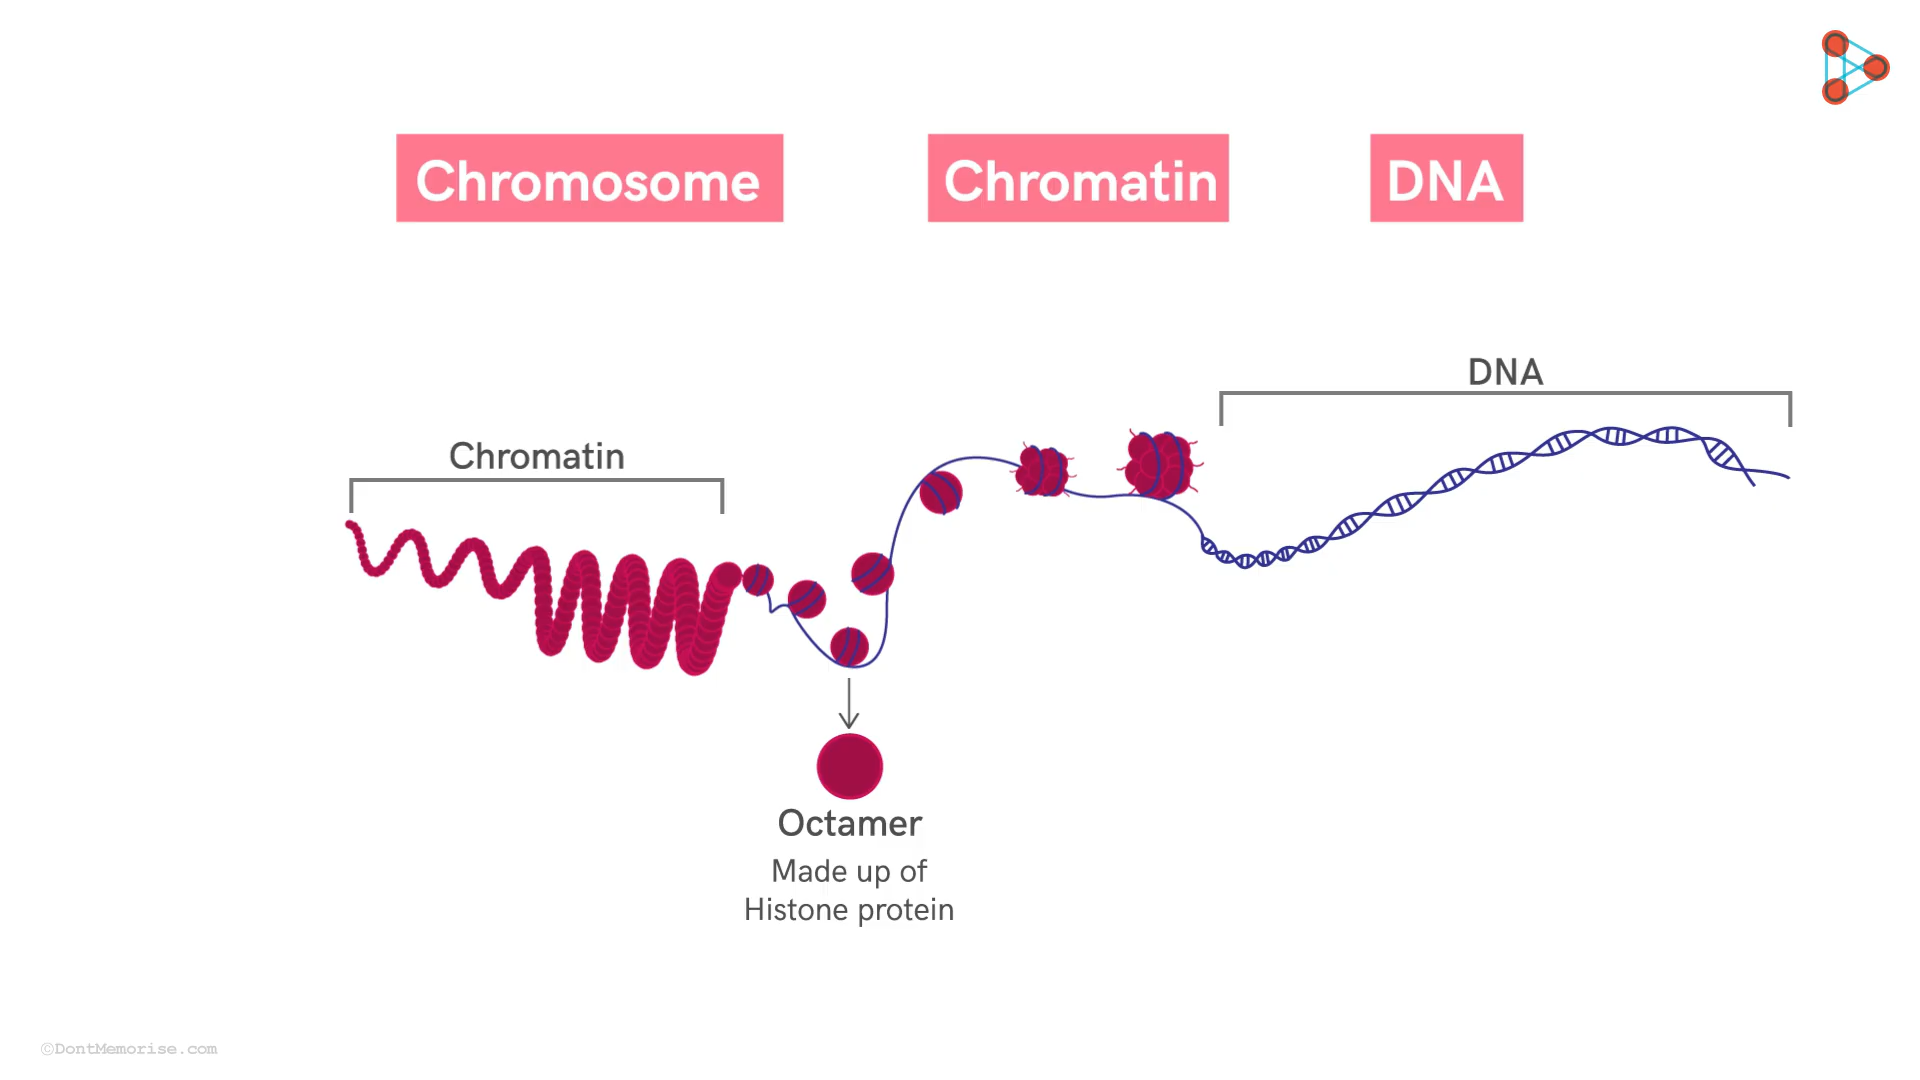 Chromosome
Chromatin
DNA
DNA
Chromatin
Octamer
Made up of
Histone protein
©DontMemorise.com